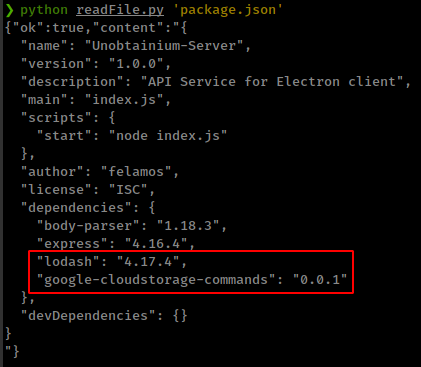 ❯ python readFile.py 'package.json'
{"ok":true,"content":"{
"name": "Unobtainium-Server",
"version": "1.0.0",
"description": "API Service for Electron client",
"main": "index.js",
"scripts": {
"start": "node index.js"
},
"author": "felamos",
"license": "ISC",
"dependencies": {
"body-parser": "1.18.3",
"express": "4.16.4",
"lodash": "4.17.4",
"google-cloudstorage-commands": "0.0.1"
},
"devDependencies": {}
}
"}